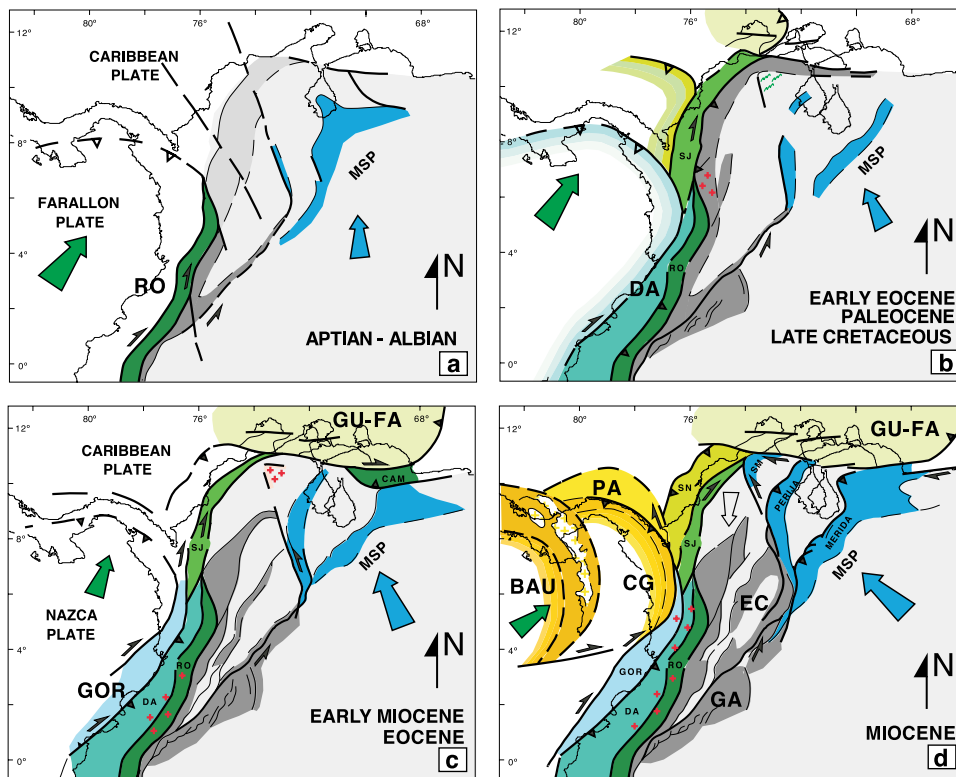 80° 76° 68°
12°
8°
4°
0°
CARIBBEAN
PLATE
FARALLON
PLATE
RO
MSP
N
APTIAN - ALBIAN
a
80° 76° 72° 68°
12°
8°
4°
0°
SJ
RO
DA
MSP
N
EARLY EOCENE
PALEOCENE
LATE CRETACEOUS
b
80° 76° 72° 68°
12°
8°
4°
0°
GU-FA
CARIBBEAN
PLATE
CAM
SJ
MSP
NAZCA
PLATE
RO
GOR
DA
N
EARLY MIOCENE
EOCENE
c
80° 76° 72° 68°
12°
8°
4°
0°
GU-FA
PA
SN
SM
PERIJA
MERIDA
SJ
MSP
BAU
CG
EC
GOR
RO
GA
DA
N
MIOCENE
d